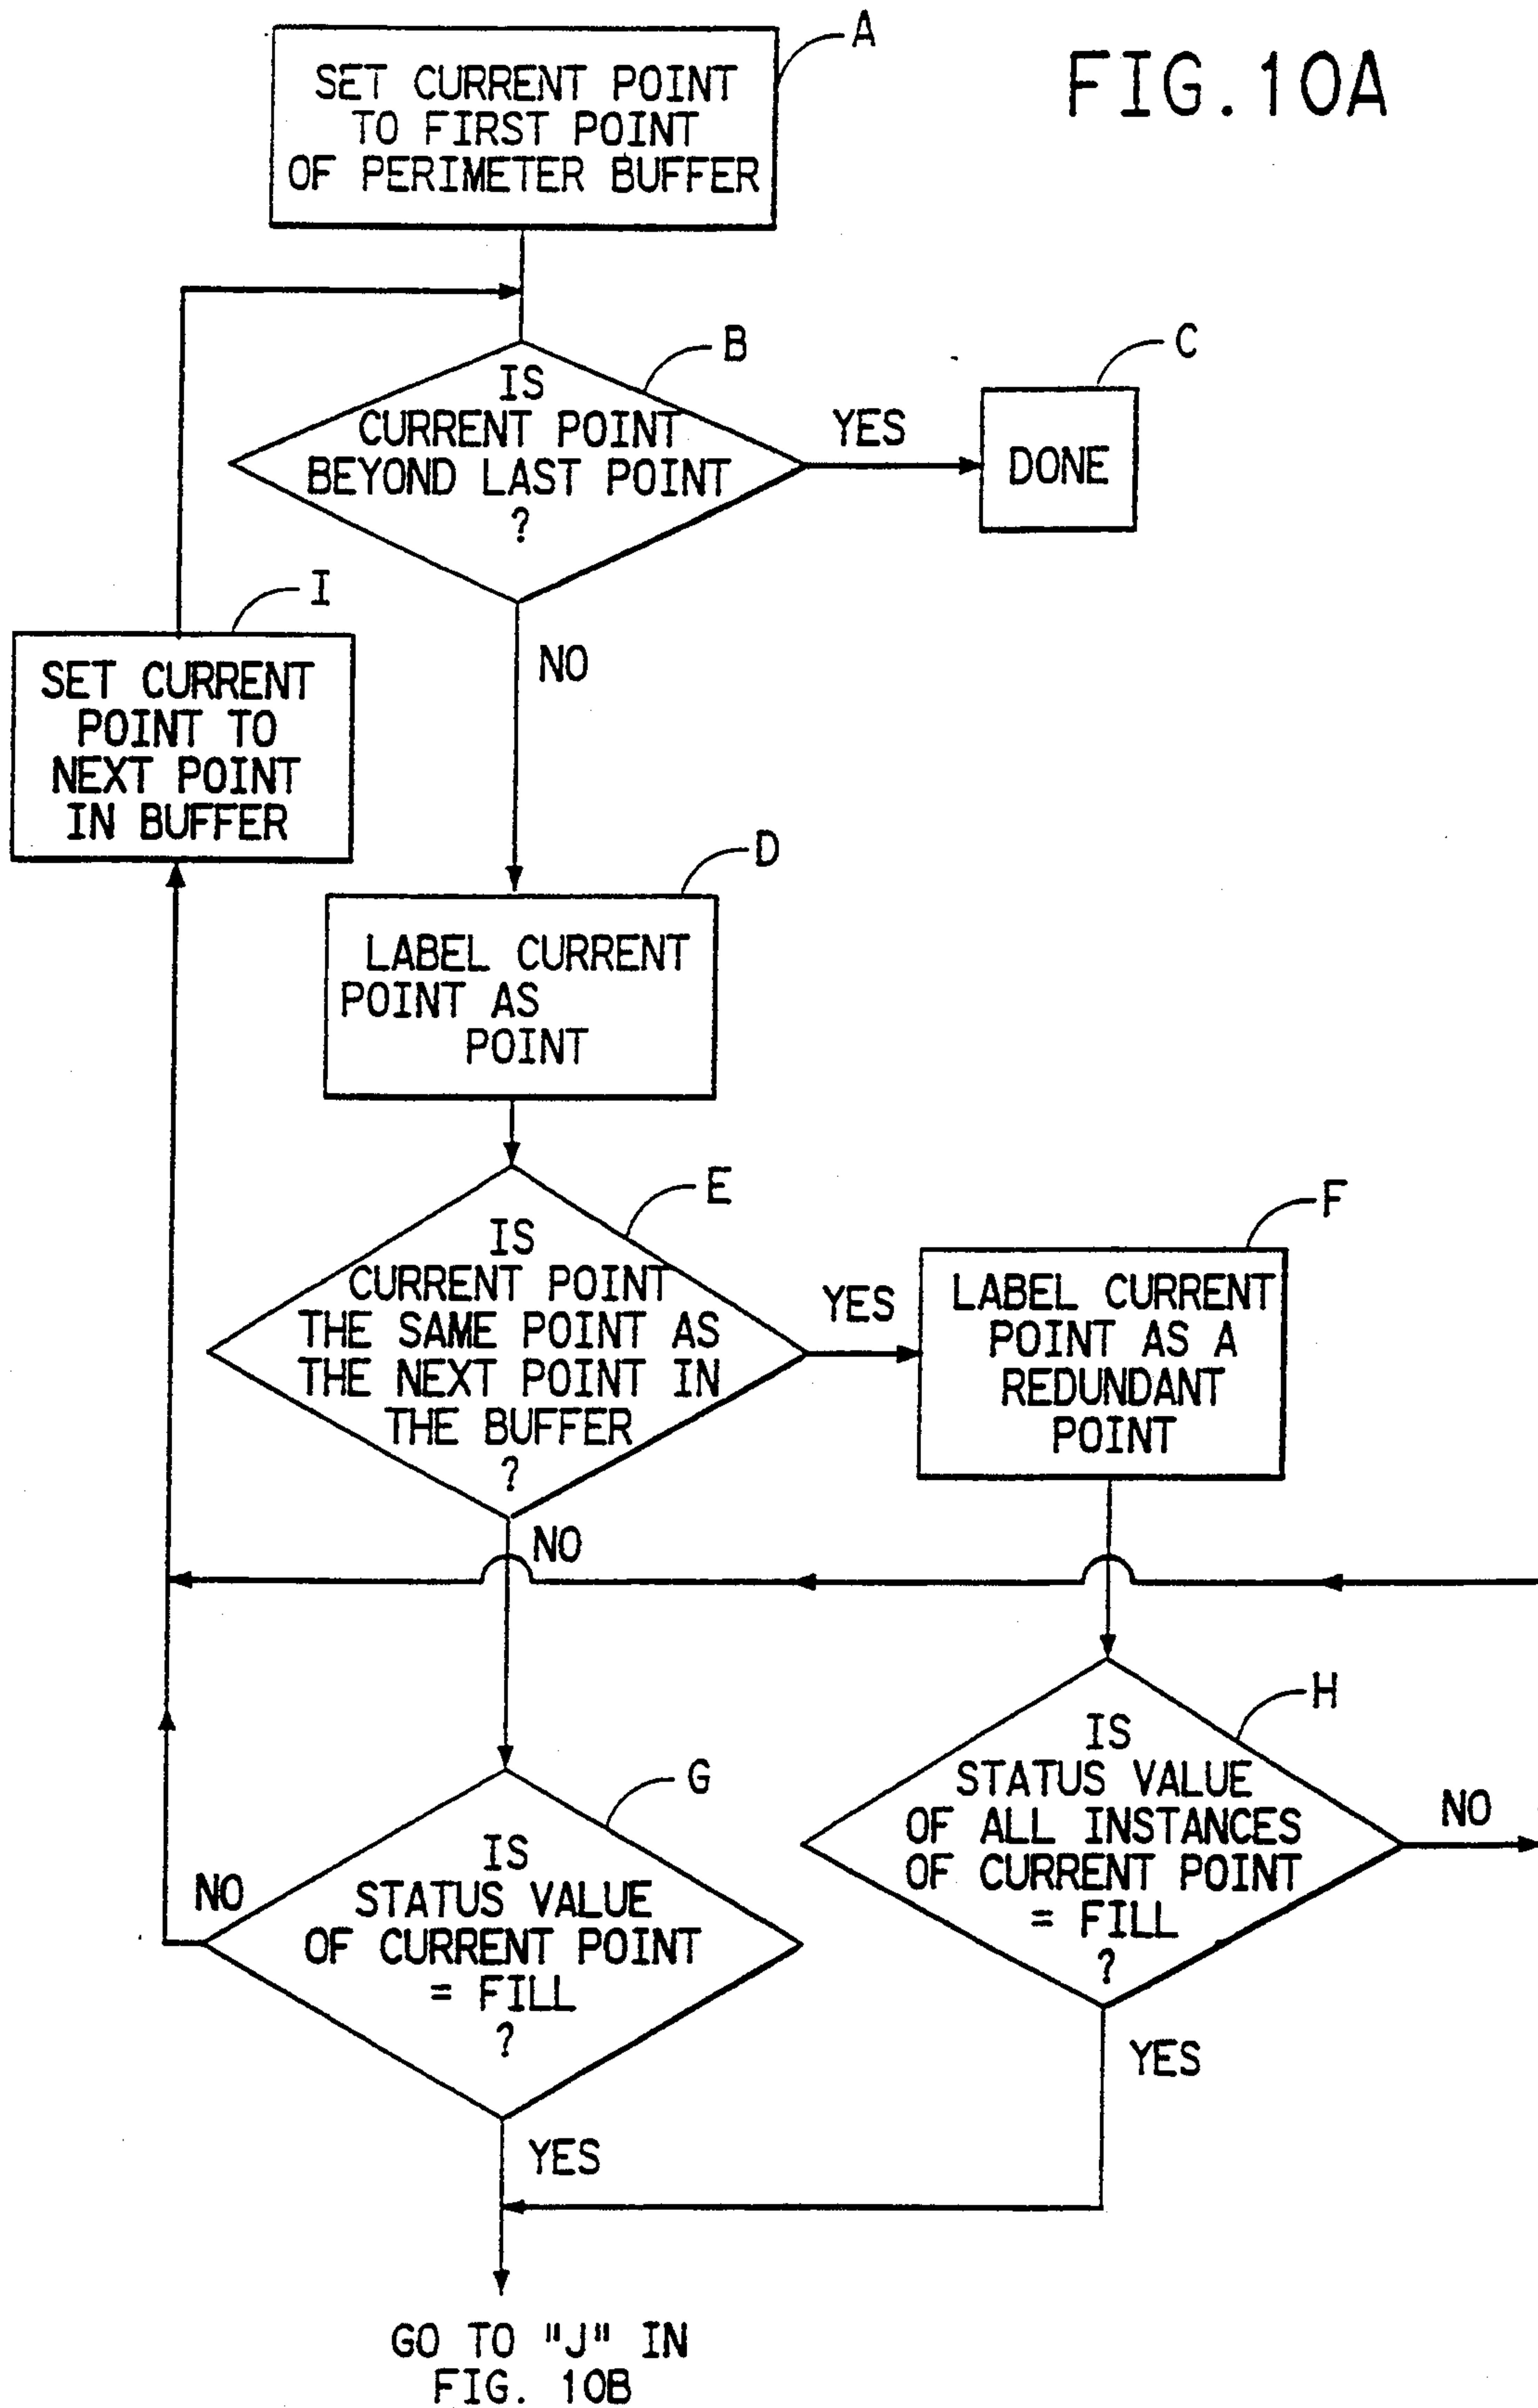 FIG.10A
A
SET CURRENT POINT
TO FIRST POINT
OF PERIMETER BUFFER
B
IS
CURRENT POINT
BEYOND LAST POINT
?
YES
C
DONE
NO
I
SET CURRENT
POINT TO
NEXT POINT
IN BUFFER
D
LABEL CURRENT
POINT AS
POINT
E
IS
CURRENT POINT
THE SAME POINT AS
THE NEXT POINT IN
THE BUFFER
?
YES
F
LABEL CURRENT
POINT AS A
REDUNDANT
POINT
NO
G
IS
STATUS VALUE
OF CURRENT POINT
= FILL
?
NO
YES
H
IS
STATUS VALUE
OF ALL INSTANCES
OF CURRENT POINT
= FILL
?
NO
YES
GO TO "J" IN
FIG. 10B